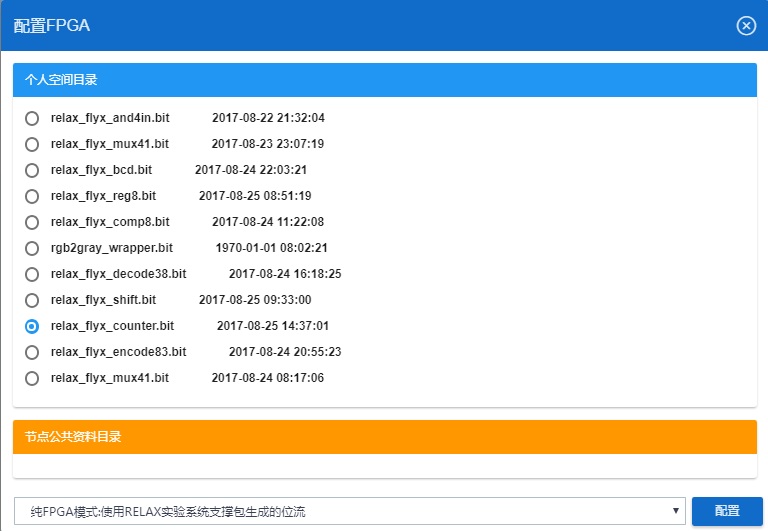 配置FPGA
个人空间目录
relax_flyx_and4in.bit 2017-08-22 21:32:04
relax_flyx_mux41.bit 2017-08-23 23:07:19
relax_flyx_bcd.bit 2017-08-24 22:03:21
relax_flyx_reg8.bit 2017-08-25 08:51:19
relax_flyx_comp8.bit 2017-08-24 11:22:08
rgb2gray_wrapper.bit 1970-01-01 08:02:21
relax_flyx_decode38.bit 2017-08-24 16:18:25
relax_flyx_shift.bit 2017-08-25 09:33:00
relax_flyx_counter.bit 2017-08-25 14:37:01
relax_flyx_encode83.bit 2017-08-24 20:55:23
relax_flyx_mux41.bit 2017-08-24 08:17:06
节点公共资料目录
纯FPGA模式:使用RELAX实验系统支撑包生成的位流 配置